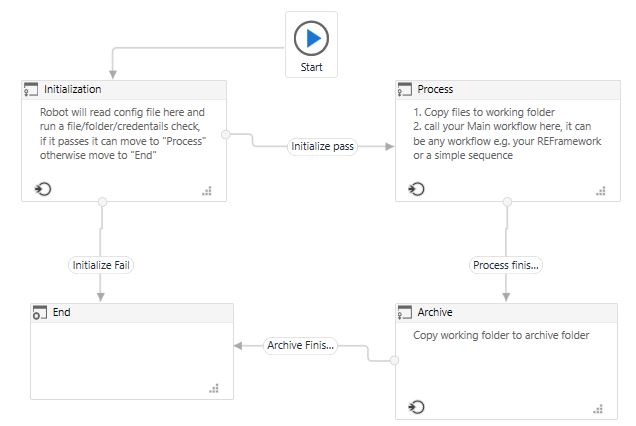 Start
Initialization
Robot will read config file here and
run a file/folder/credentails check,
if it passes it can move to "Process"
otherwise move to "End"
Initialize pass
Process
1. Copy files to working folder
2. call your Main workflow here, it can
be any workflow e.g. your REFramework
or a simple sequence
Initialize Fail
Process finis...
End
Archive Finis...
Archive
Copy working folder to archive folder